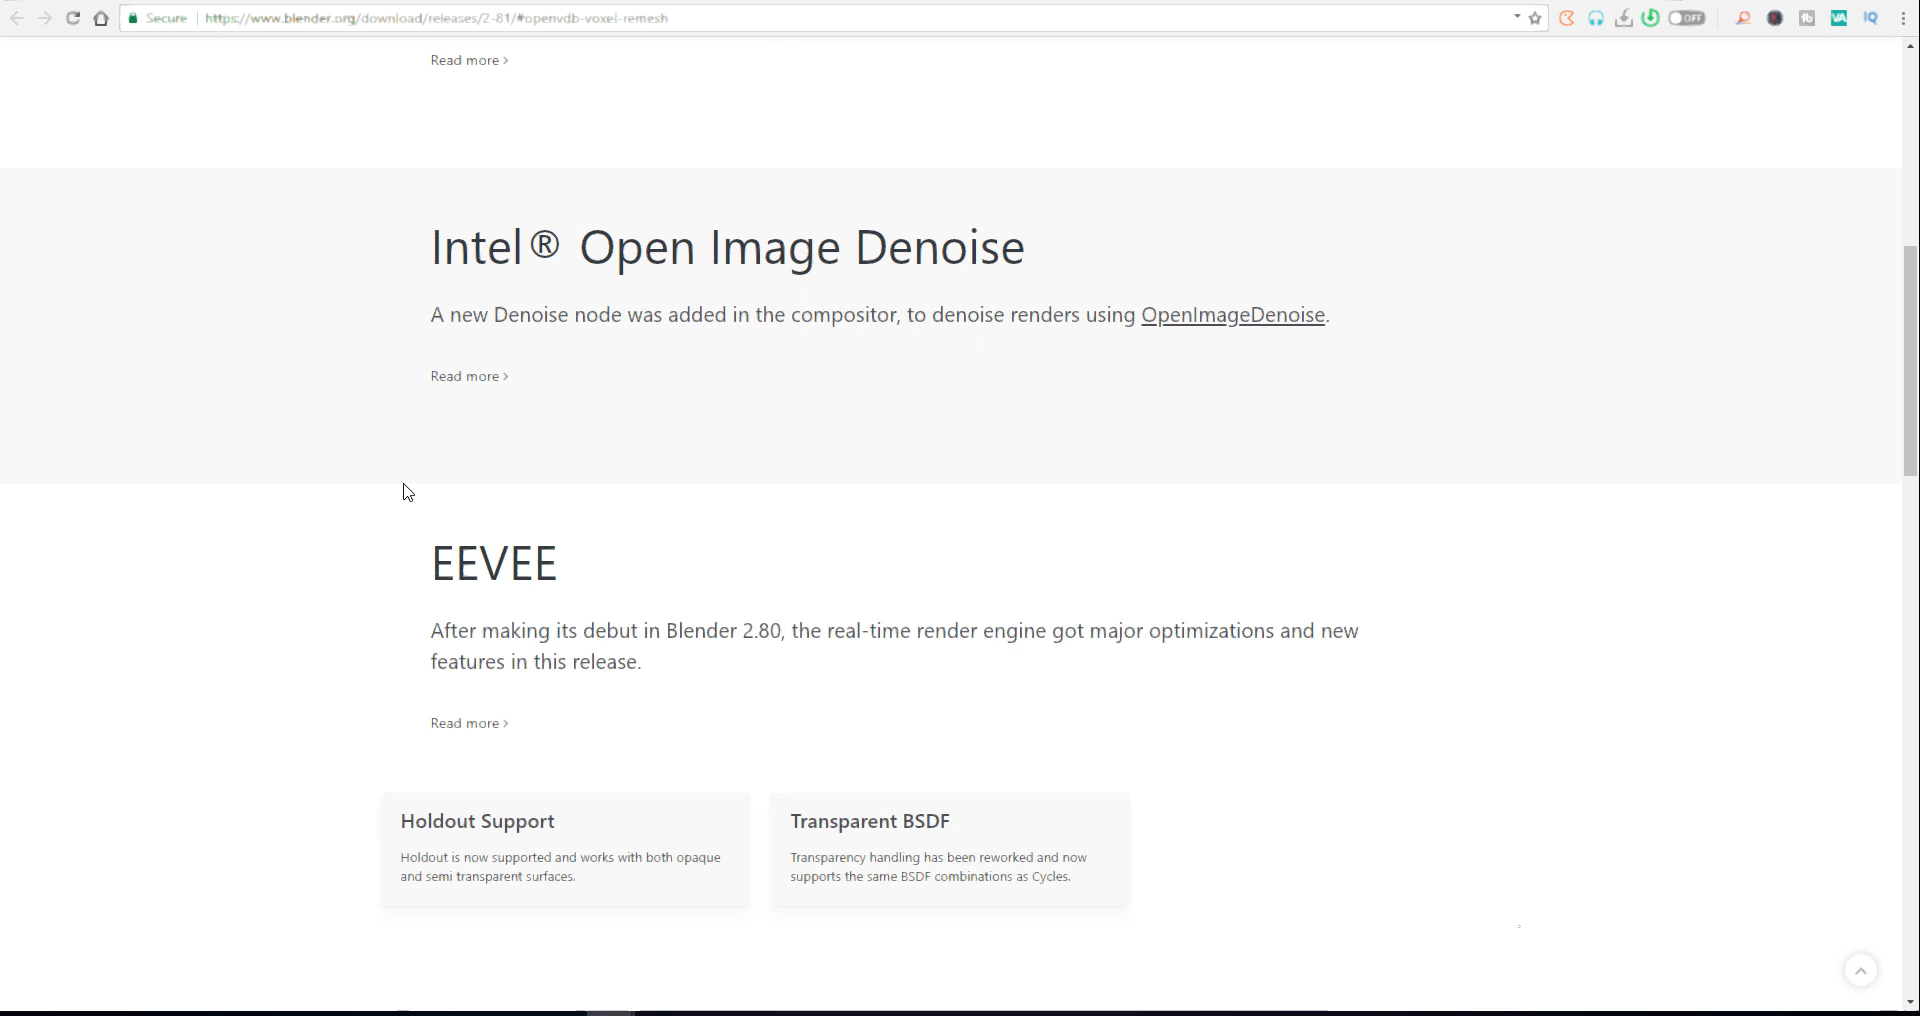 Secure https://www.blender.org/download/releases/2-81/#openvdb-voxel-remesh
OFF
tb
VA
IQ
Read more >
Intel® Open Image Denoise
A new Denoise node was added in the compositor, to denoise renders using OpenImageDenoise.
Read more >
EEVEE
After making its debut in Blender 2.80, the real-time render engine got major optimizations and new
features in this release.
Read more >
Holdout Support
Holdout is now supported and works with both opaque
and semi transparent surfaces.
Transparent BSDF
Transparency handling has been reworked and now
supports the same BSDF combinations as Cycles.